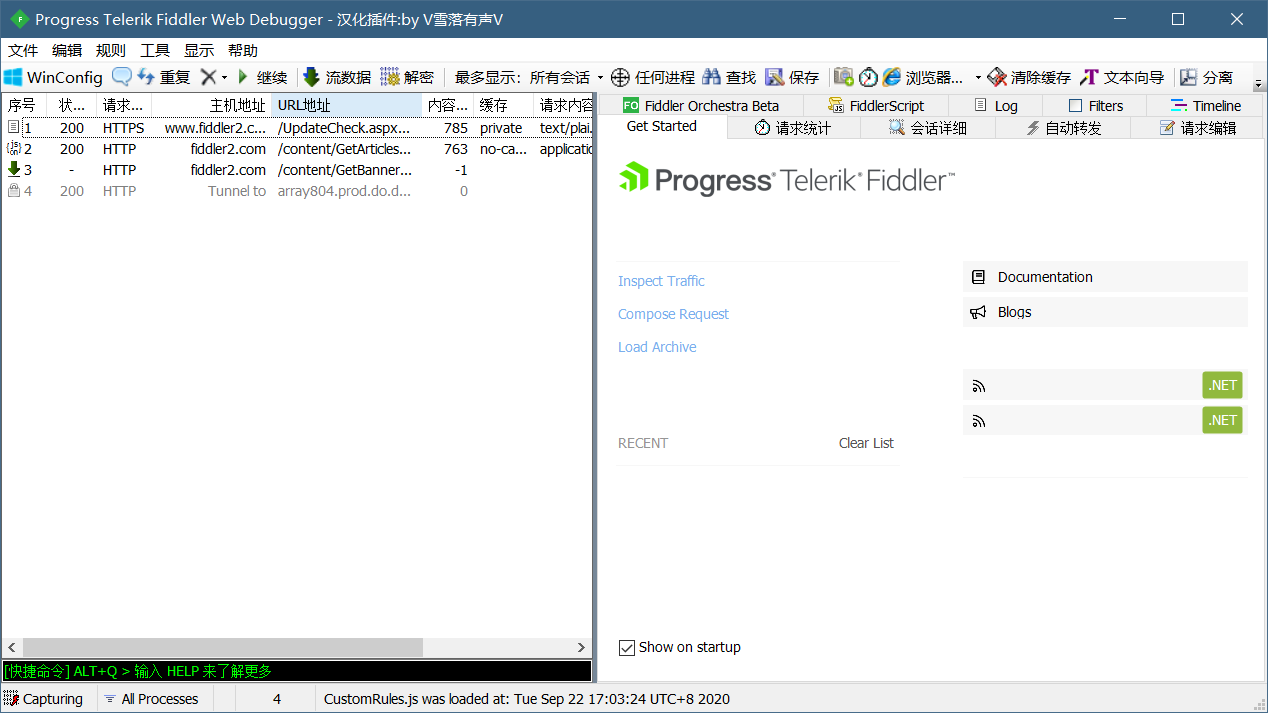 Progress Telerik Fiddler Web Debugger - 汉化插件:by V雪落有声V
文件 编辑 规则 工具 显示 帮助
WinConfig 重复 继续 流数据 解密 最多显示: 所有会话 任何进程 查找 保存 浏览器... 清除缓存 文本向导 分离
序号 状... 请求... 主机地址 URL地址 内容... 缓存 请求内容
1 200 HTTPS www.fiddler2.c... /UpdateCheck.aspx... 785 private text/plai...
2 200 HTTP fiddler2.com /content/GetArticles... 763 no-ca... applicatio
3 - HTTP fiddler2.com /content/GetBanner... -1
4 200 HTTP Tunnel to array804.prod.do.d... 0
[快捷命令] ALT+Q > 输入 HELP 来了解更多
FO Fiddler Orchestra Beta FiddlerScript Log Filters Timeline
Get Started 请求统计 会话详细 自动转发 请求编辑
Progress® Telerik® Fiddler™
Inspect Traffic
Compose Request
Load Archive
Documentation
Blogs
.NET
.NET
RECENT Clear List
Show on startup
Capturing All Processes 4 CustomRules.js was loaded at: Tue Sep 22 17:03:24 UTC+8 2020